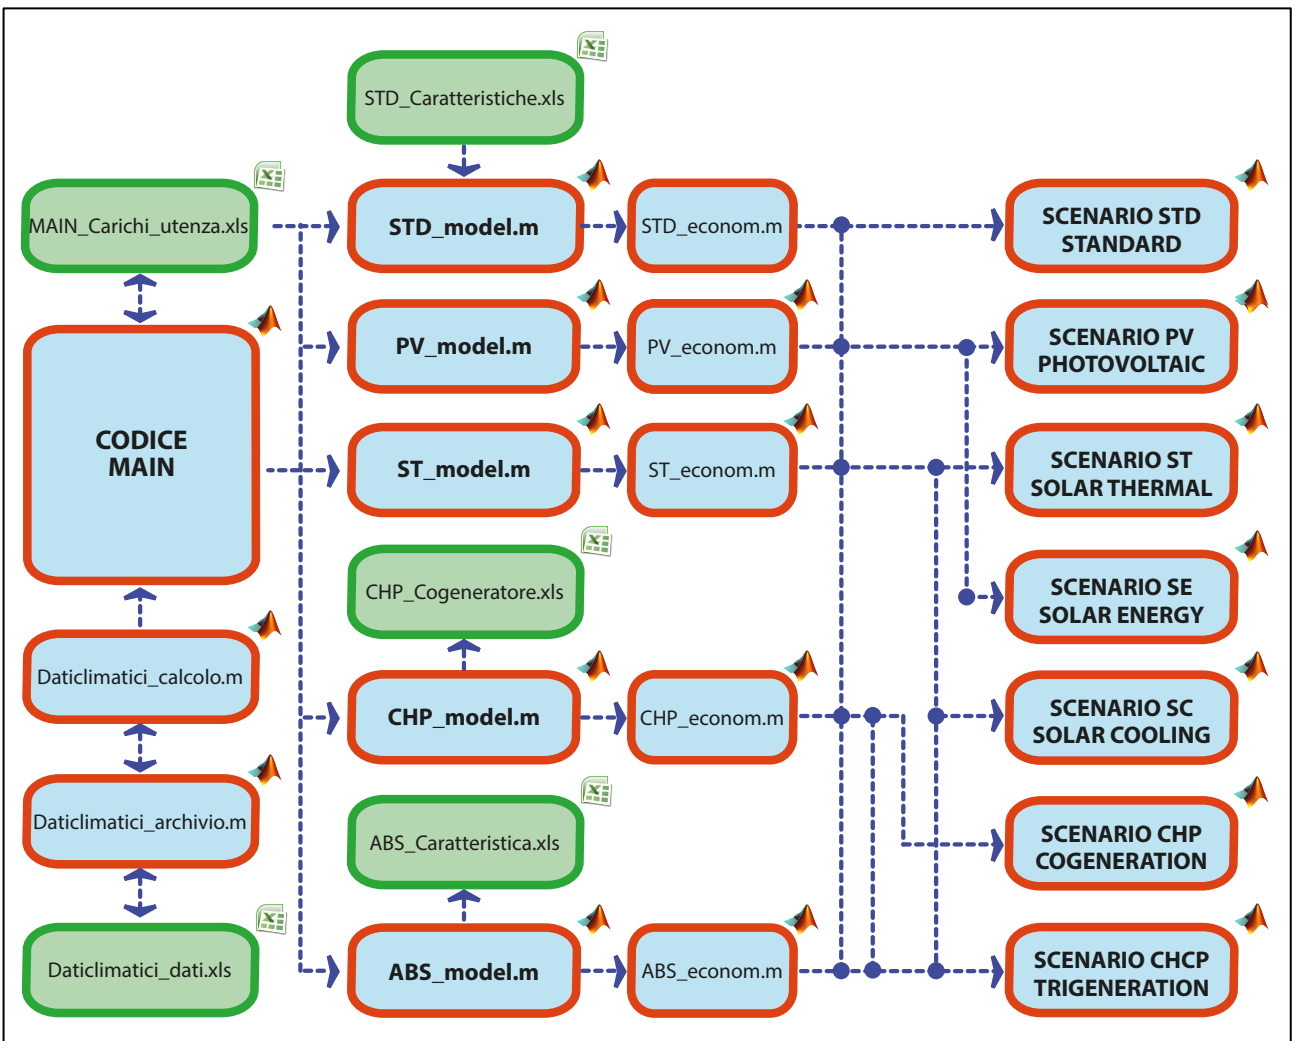 STD_Caratteristiche.xls
MAIN_Carichi_utenza.xls
STD_model.m
STD_econom.m
SCENARIO STD
STANDARD
PV_model.m
PV_econom.m
SCENARIO PV
PHOTOVOLTAIC
CODICE
MAIN
ST_model.m
ST_econom.m
SCENARIO ST
SOLAR THERMAL
CHP_Cogeneratore.xls
SCENARIO SE
SOLAR ENERGY
Daticlimatici_calcolo.m
CHP_model.m
CHP_econom.m
SCENARIO SC
SOLAR COOLING
Daticlimatici_archivio.m
ABS_Caratteristica.xls
SCENARIO CHP
COGENERATION
Daticlimatici_dati.xls
ABS_model.m
ABS_econom.m
SCENARIO CHCP
TRIGENERATION